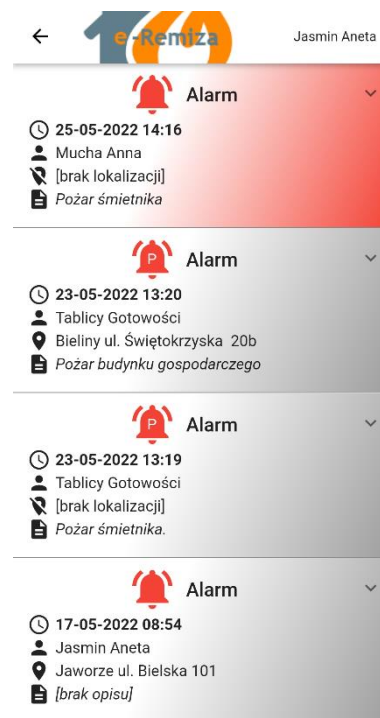 e-Remiza
Jasmin Aneta
Alarm
25-05-2022 14:16
Mucha Anna
[brak lokalizacji]
Pożar śmietnika
P
Alarm
23-05-2022 13:20
Tablicy Gotowości
Bieliny ul. Świętokrzyska  20b
Pożar budynku gospodarczego
P
Alarm
23-05-2022 13:19
Tablicy Gotowości
[brak lokalizacji]
Pożar śmietnika.
Alarm
17-05-2022 08:54
Jasmin Aneta
Jaworze ul. Bielska 101
[brak opisu]